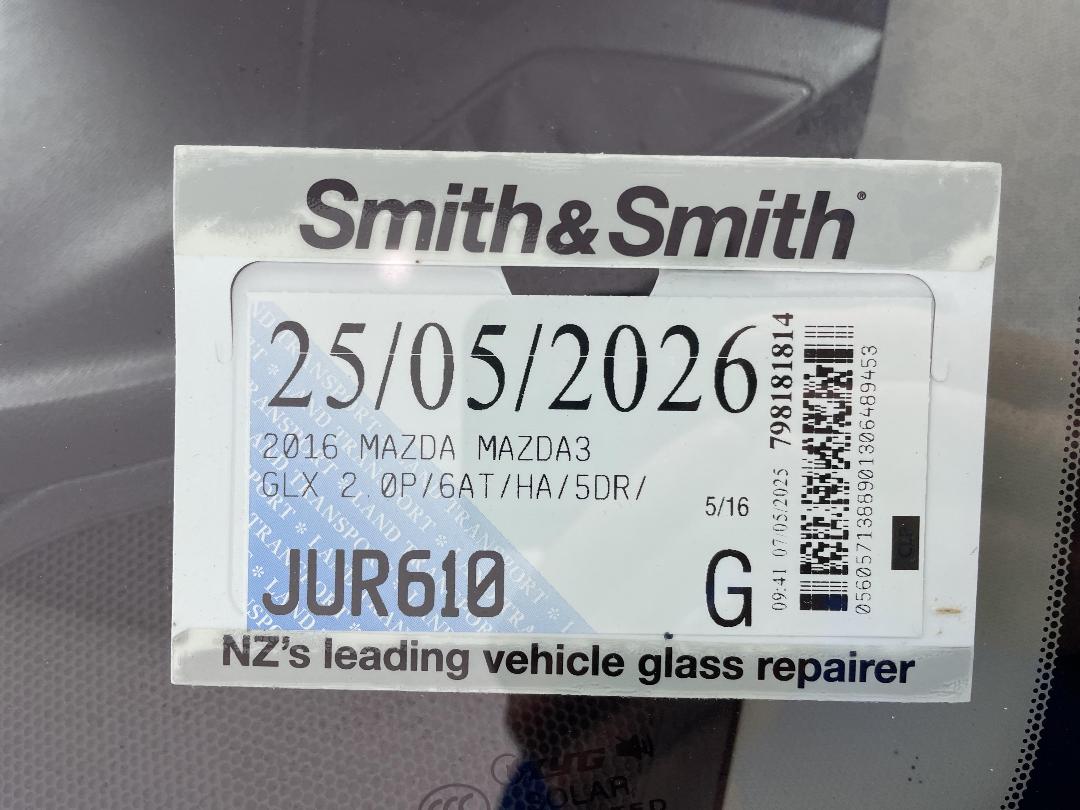 Smith&Smith®
25/05/2026
2016 MAZDA MAZDA3
GLX 2.0P/6AT/HA/5DR/
5/16
JUR610
G
09:41 07/05/2025 798181814
0560571388901306489453
NZ's leading vehicle glass repairer
SOLAR